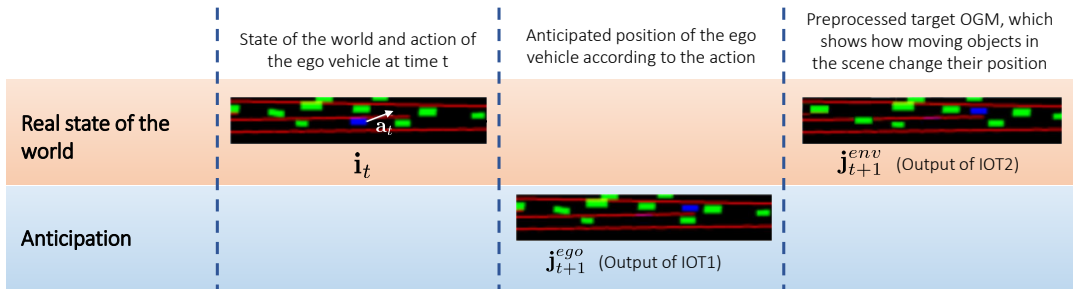 State of the world and action of
the ego vehicle at time t
Anticipated position of the ego
vehicle according to the action
Preprocessed target OGM, which
shows how moving objects in
the scene change their position
Real state of the
world
a_t
i_t
j_{t+1}^{env} (Output of IOT2)
Anticipation
j_{t+1}^{ego} (Output of IOT1)